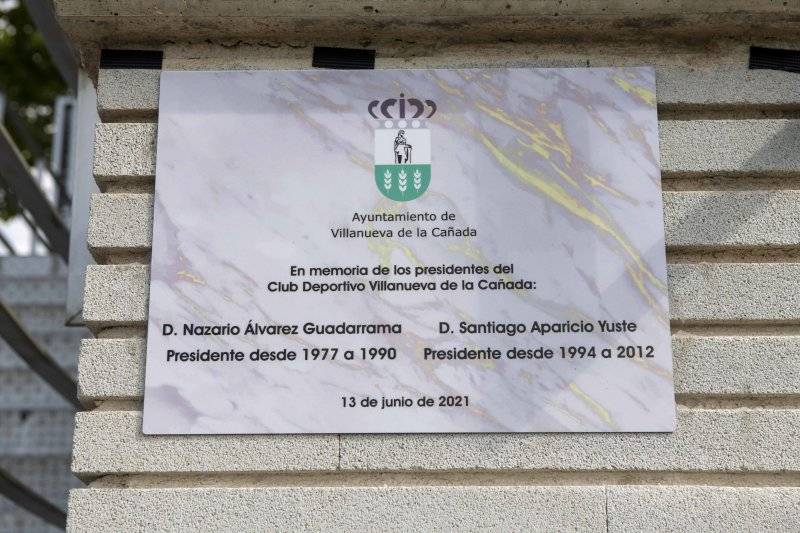 Ayuntamiento de
Villanueva de la Cañada
En memoria de los presidentes del
Club Deportivo Villanueva de la Cañada:
D. Nazario Álvarez Guadarrama
Presidente desde 1977 a 1990
D. Santiago Aparicio Yuste
Presidente desde 1994 a 2012
13 de junio de 2021